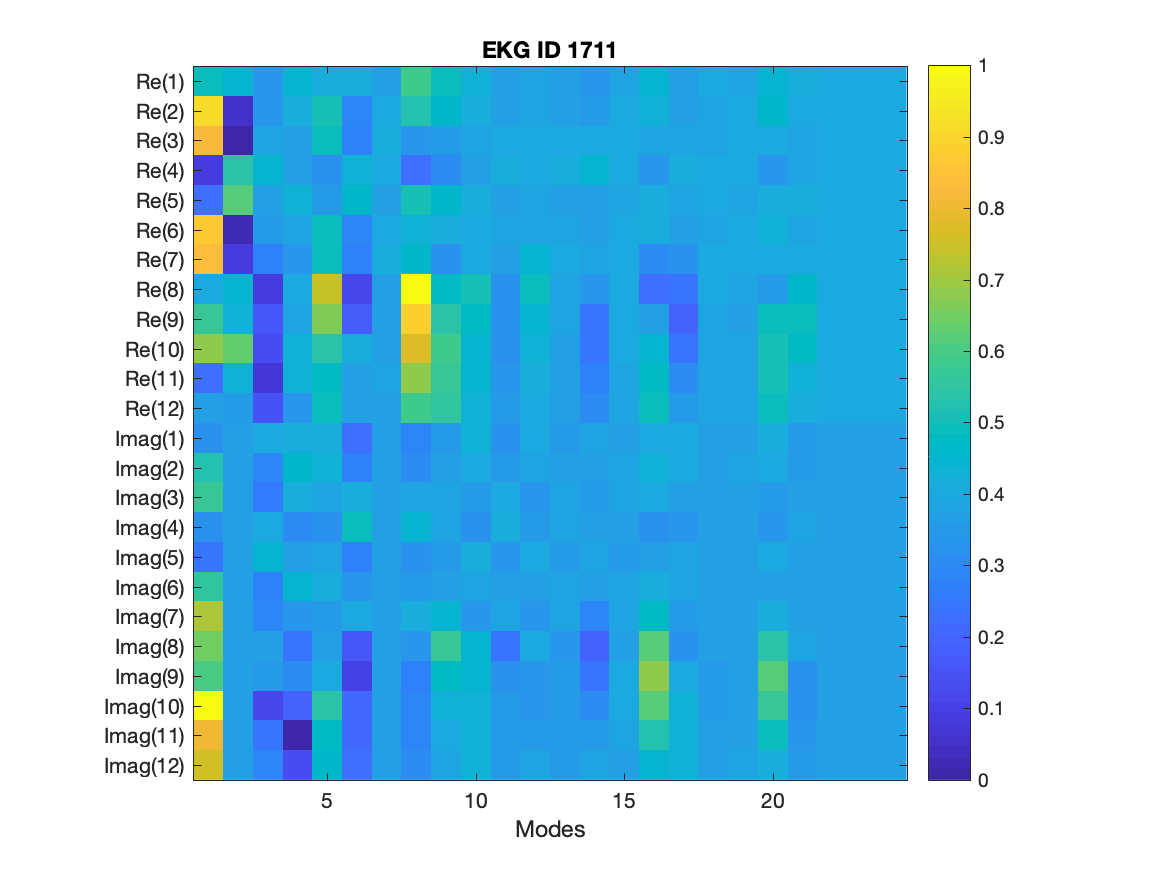 EKG ID 1711
Re(1)
Re(2)
Re(3)
Re(4)
Re(5)
Re(6)
Re(7)
Re(8)
Re(9)
Re(10)
Re(11)
Re(12)
Imag(1)
Imag(2)
Imag(3)
Imag(4)
Imag(5)
Imag(6)
Imag(7)
Imag(8)
Imag(9)
Imag(10)
Imag(11)
Imag(12)
5 10 15 20
Modes
1
0.9
0.8
0.7
0.6
0.5
0.4
0.3
0.2
0.1
0